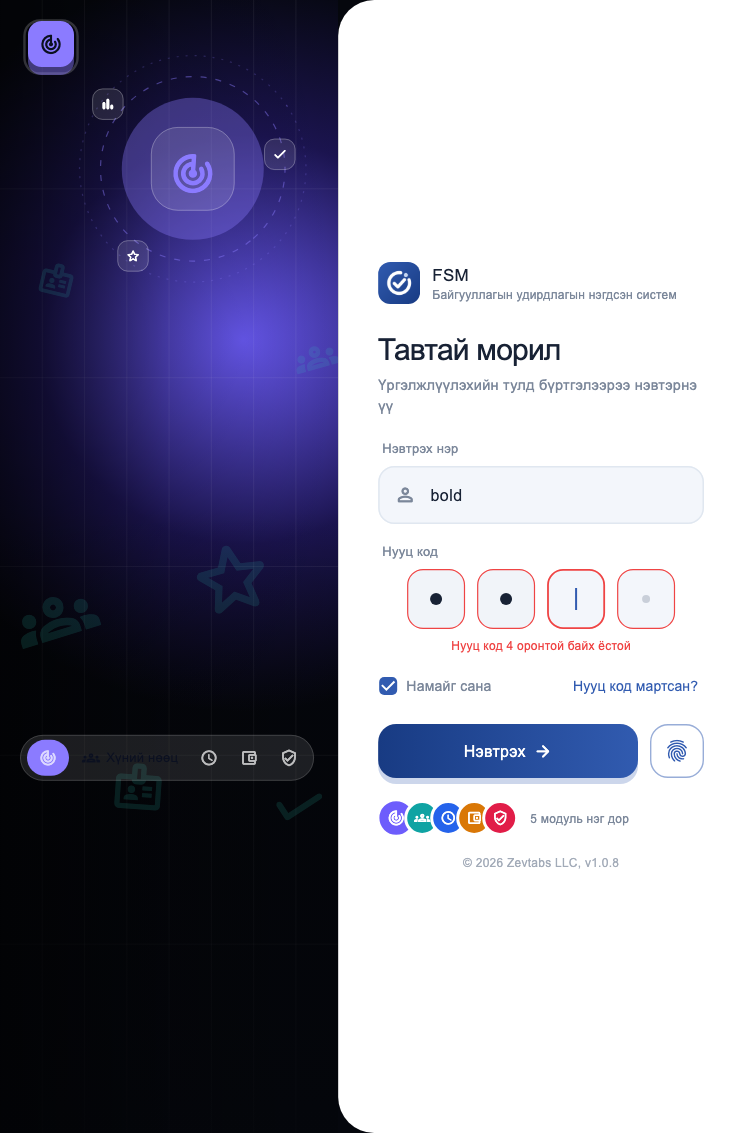 FSM
Байгууллагын удирдлагын нэгдсэн систем
Тавтай морил
Үргэлжлүүлэхийн тулд бүртгэлээрээ нэвтэрнэ
үү
Нэвтрэх нэр
bold
Нууц код
Нууц код 4 оронтой байх ёстой
Намайг сана
Нууц код мартсан?
Нэвтрэх
Хүний нөөц
5 модуль нэг дор
© 2026 Zevtabs LLC, v1.0.8